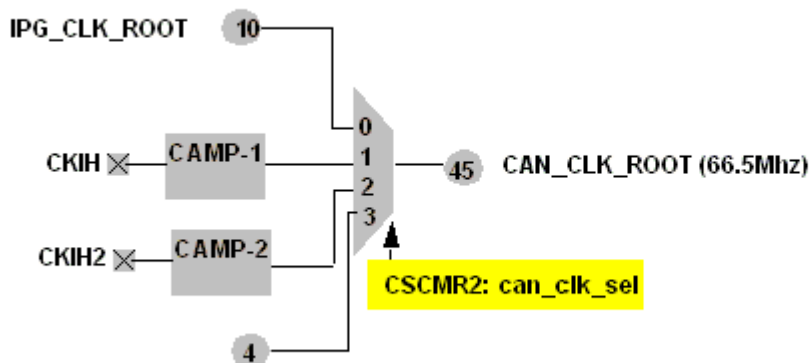 IPG_CLK_ROOT 10
0
CKIH CAMP-1 1 45 CAN_CLK_ROOT (66.5Mhz)
2
3
CKIH2 CAMP-2
CSCMR2: can_clk_sel
4